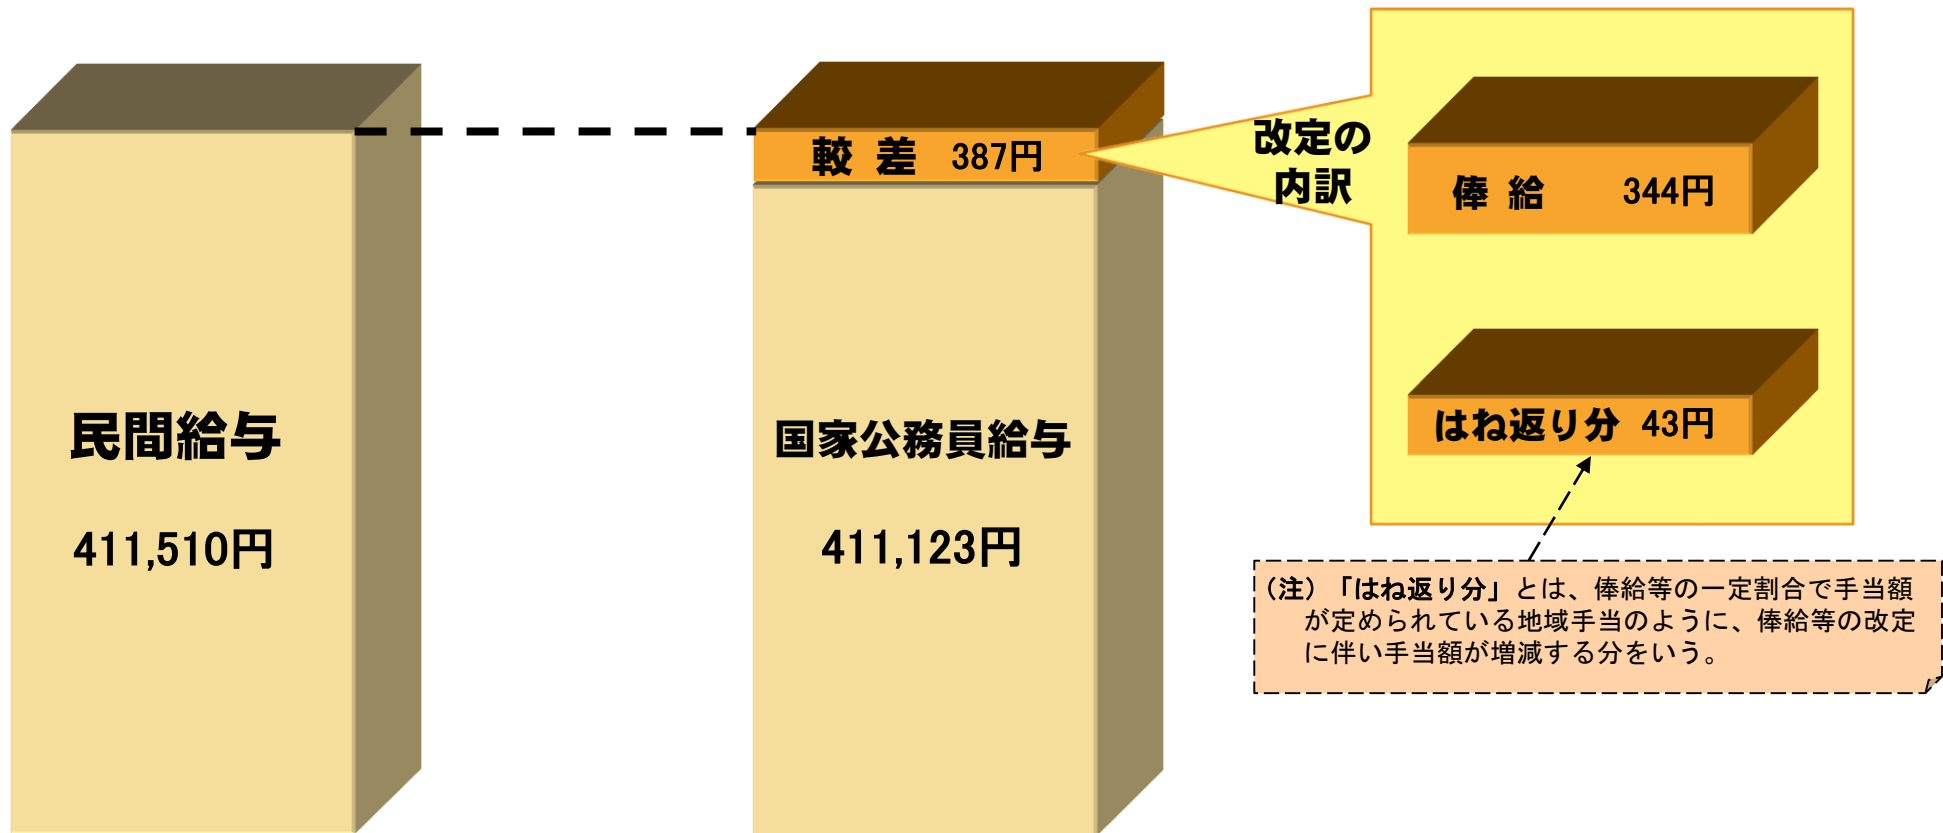 民間給与
411,510円
較 差 387円
国家公務員給与
411,123円
改定の
内訳
俸 給 344円
はね返り分 43円
(注)「はね返り分」とは、俸給等の一定割合で手当額
が定められている地域手当のように、俸給等の改定
に伴い手当額が増減する分をいう。